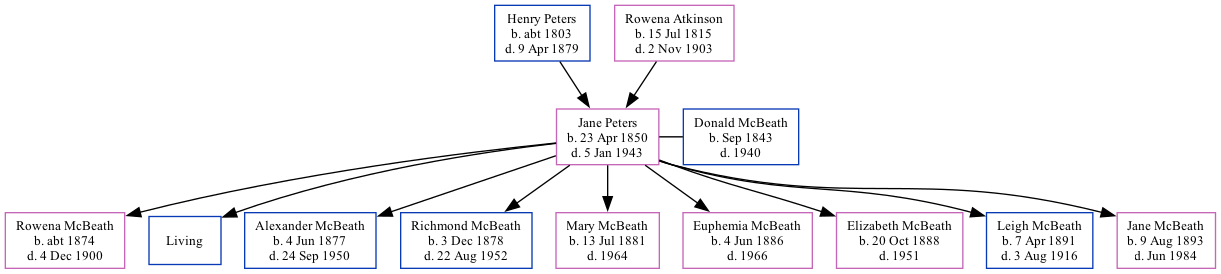 Henry Peters
b. abt 1803
d. 9 Apr 1879
Rowena Atkinson
b. 15 Jul 1815
d. 2 Nov 1903
Jane Peters
b. 23 Apr 1850
d. 5 Jan 1943
Donald McBeath
b. Sep 1843
d. 1940
Rowena McBeath
b. abt 1874
d. 4 Dec 1900
Living
Alexander McBeath
b. 4 Jun 1877
d. 24 Sep 1950
Richmond McBeath
b. 3 Dec 1878
d. 22 Aug 1952
Mary McBeath
b. 13 Jul 1881
d. 1964
Euphemia McBeath
b. 4 Jun 1886
d. 1966
Elizabeth McBeath
b. 20 Oct 1888
d. 1951
Leigh McBeath
b. 7 Apr 1891
d. 3 Aug 1916
Jane McBeath
b. 9 Aug 1893
d. Jun 1984